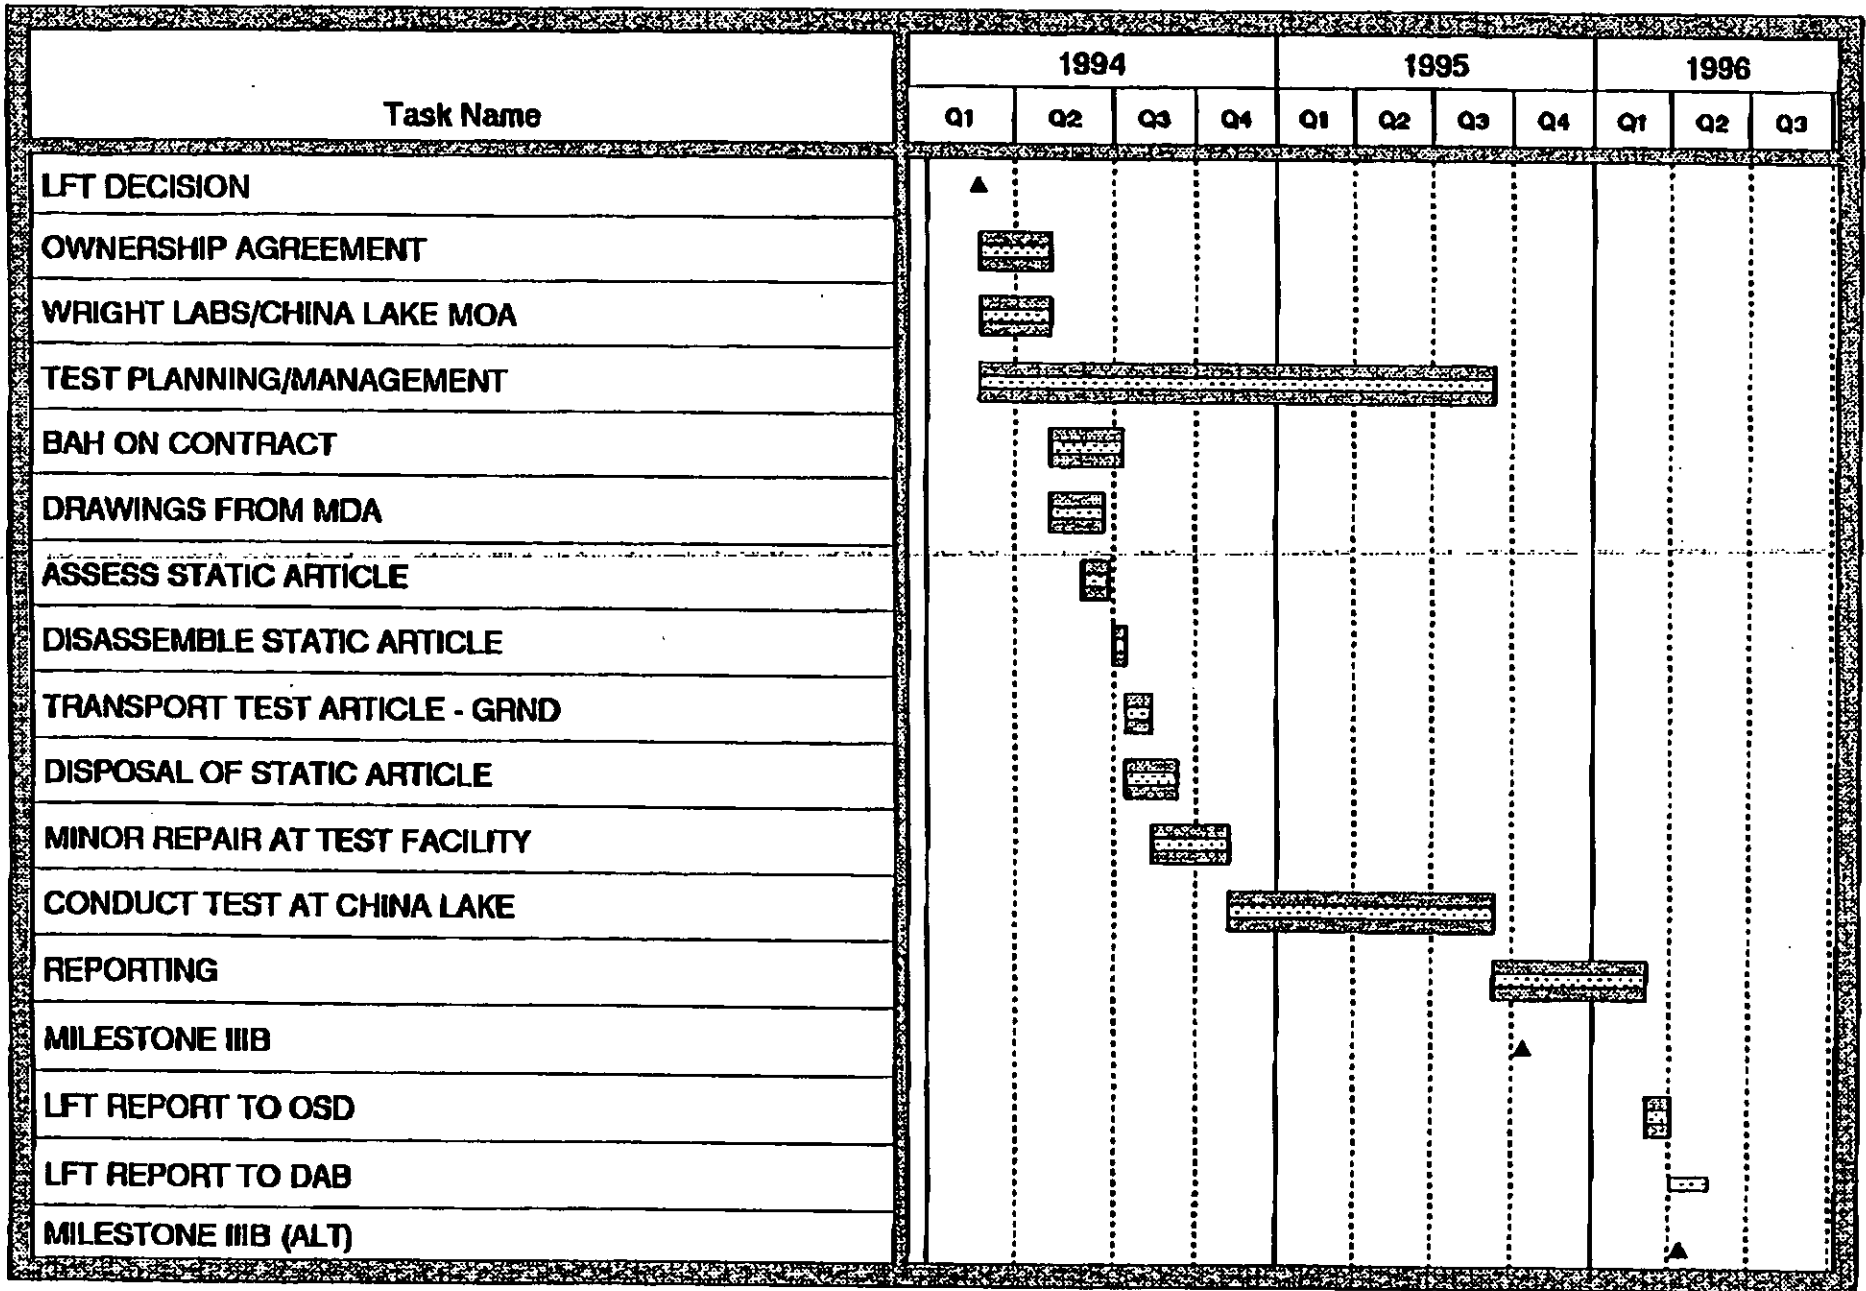 1994 1995 1996
Task Name Q1 Q2 Q3 Q4 Q1 Q2 Q3 Q4 Q1 Q2 Q3
LFT DECISION
OWNERSHIP AGREEMENT
WRIGHT LABS/CHINA LAKE MOA
TEST PLANNING/MANAGEMENT
BAH ON CONTRACT
DRAWINGS FROM MDA
ASSESS STATIC ARTICLE
DISASSEMBLE STATIC ARTICLE
TRANSPORT TEST ARTICLE - GRND
DISPOSAL OF STATIC ARTICLE
MINOR REPAIR AT TEST FACILITY
CONDUCT TEST AT CHINA LAKE
REPORTING
MILESTONE IIIB
LFT REPORT TO OSD
LFT REPORT TO DAB
MILESTONE IIIB (ALT)